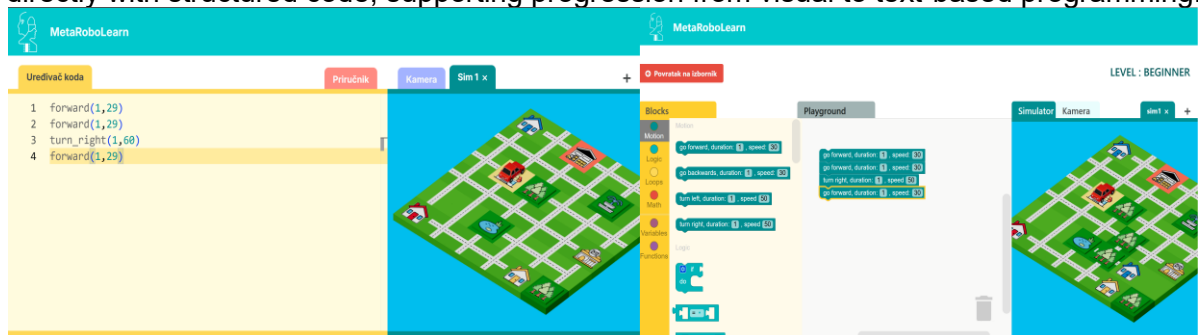 directly with structured code, supporting progression from visual to text-based programming.
MetaRoboLearn
Uređivač koda
Priručnik
Kamera
Sim 1 ×
+
1 forward(1,29)
2 forward(1,29)
3 turn_right(1,60)
4 forward(1,29)
MetaRoboLearn
Povratak na izbornik
LEVEL : BEGINNER
Blocks
Playground
Simulator
Kamera
sim1 ×
+
Motion
Logic
Loops
Math
Variables
Functions
Motion
go forward, duration: 1 , speed: 30
go backwards, duration: 1 , speed: 30
turn left, duration: 1 , speed 50
turn right, duration: 1 , speed 50
Logic
if
do
go forward, duration: 1 , speed: 30
go forward, duration: 1 , speed: 30
turn right, duration: 1 , speed 50
go forward, duration: 1 , speed: 30